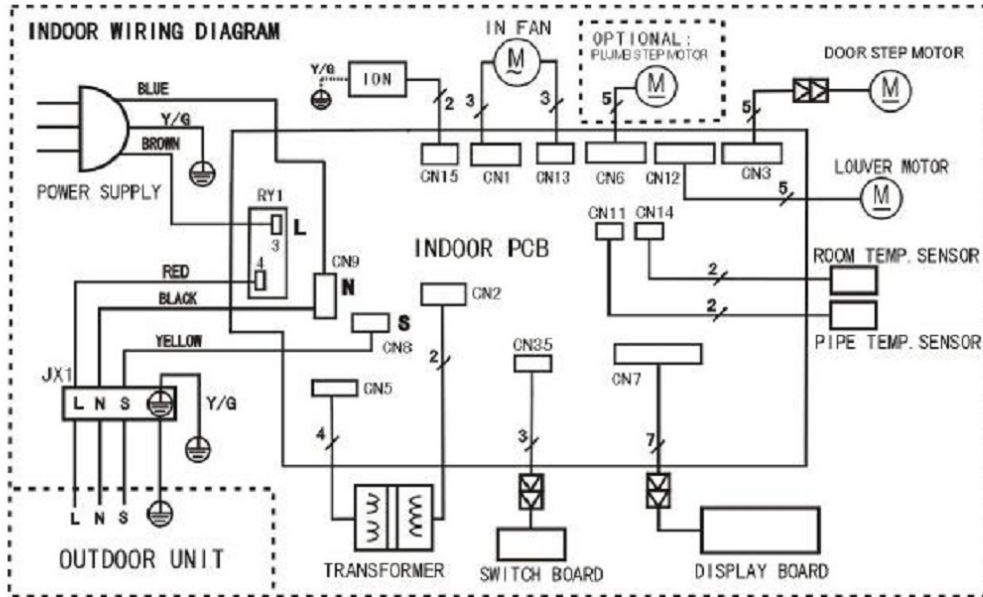 INDOOR WIRING DIAGRAM
IN FAN
M
~
OPTIONAL:
PLUMB STEP MOTOR
M
DOOR STEP MOTOR
M
Y/G
ION
2
3
3
5
5
BLUE
Y/G
BROWN
POWER SUPPLY
CN15
CN1
CN13
CN6
CN12
CN3
5
LOUVER MOTOR
M
RY1
L
3
4
CN11
CN14
INDOOR PCB
CN9
N
CN2
2
ROOM TEMP. SENSOR
2
PIPE TEMP. SENSOR
RED
BLACK
YELLOW
S
CN8
2
CN35
CN7
JX1
L N S
Y/G
CN5
4
3
7
L N S
OUTDOOR UNIT
TRANSFORMER
SWITCH BOARD
DISPLAY BOARD